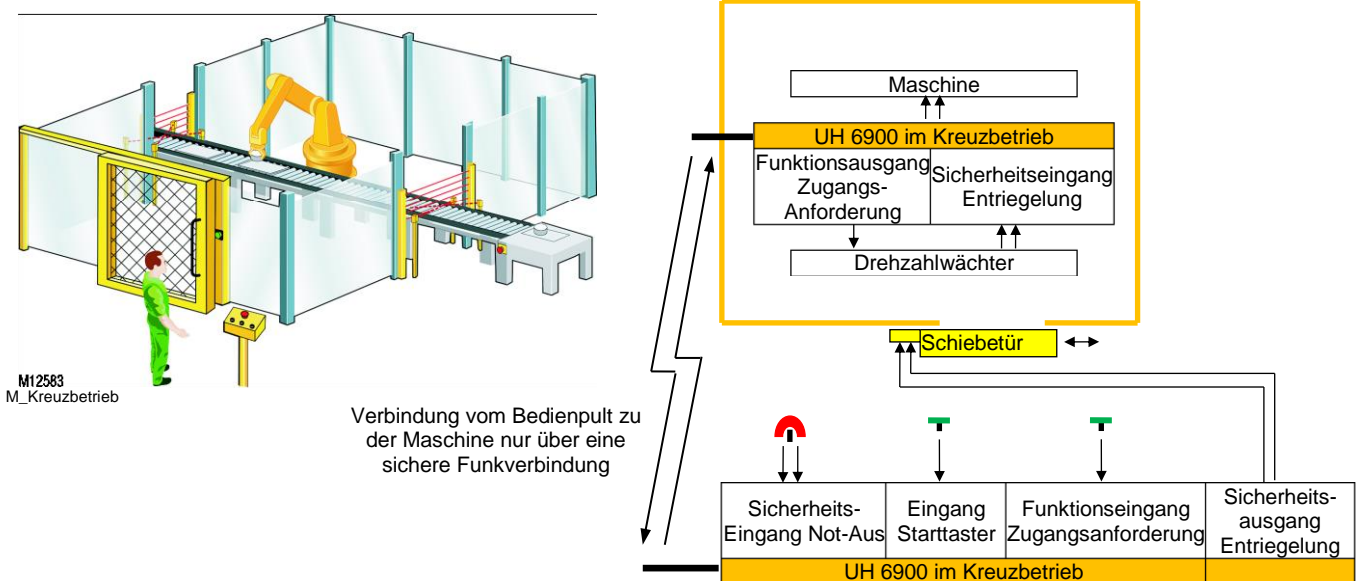 M12583
M_Kreuzbetrieb
Verbindung vom Bedienpult zu
der Maschine nur über eine
sichere Funkverbindung
Maschine
UH 6900 im Kreuzbetrieb
Funktionsausgang
Zugangs-
Anforderung
Sicherheitseingang
Entriegelung
Drehzahlwächter
Schiebetür
Sicherheits-
Eingang Not-Aus
Eingang
Starttaster
Funktionseingang
Zugangsanforderung
Sicherheits-
ausgang
Entriegelung
UH 6900 im Kreuzbetrieb